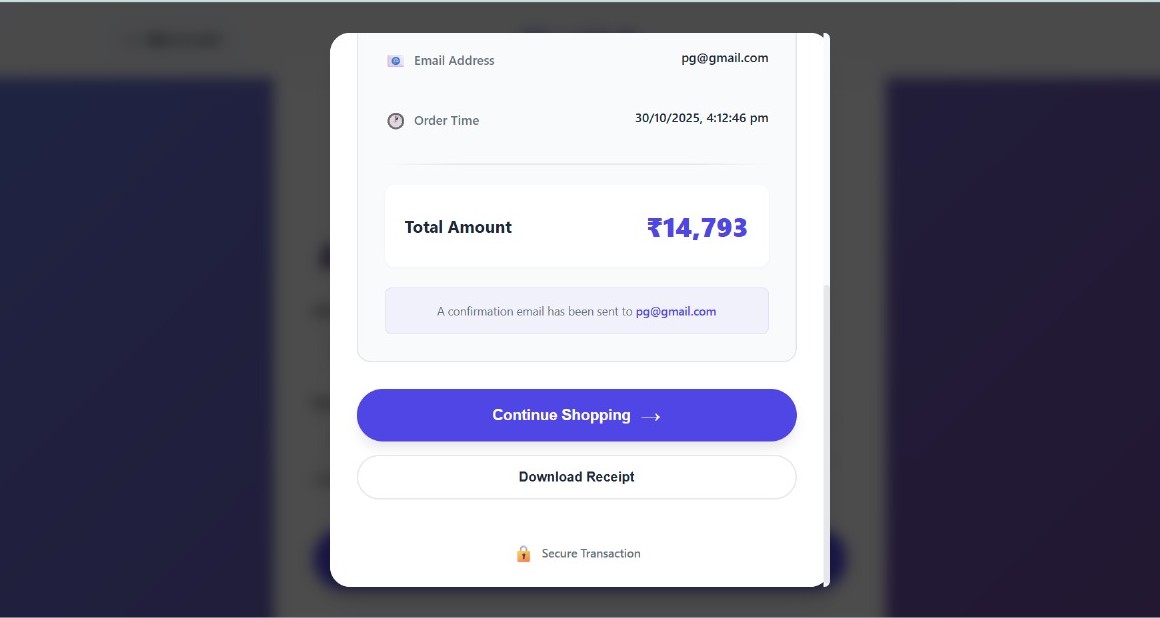 Email Address
pg@gmail.com
Order Time
30/10/2025, 4:12:46 pm
Total Amount
₹14,793
A confirmation email has been sent to pg@gmail.com
Continue Shopping →
Download Receipt
Secure Transaction